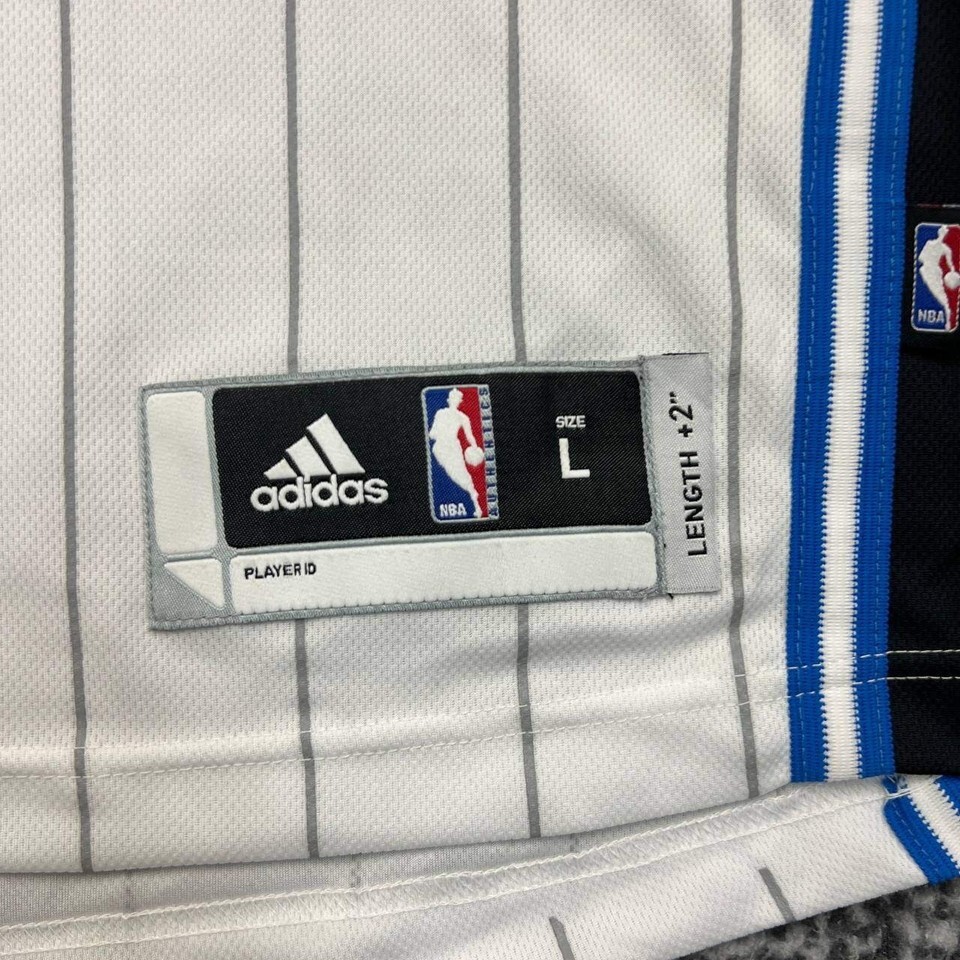 adidas
NBA
AUTHENTICS
SIZE
L
LENGTH +2"
PLAYER ID
NBA